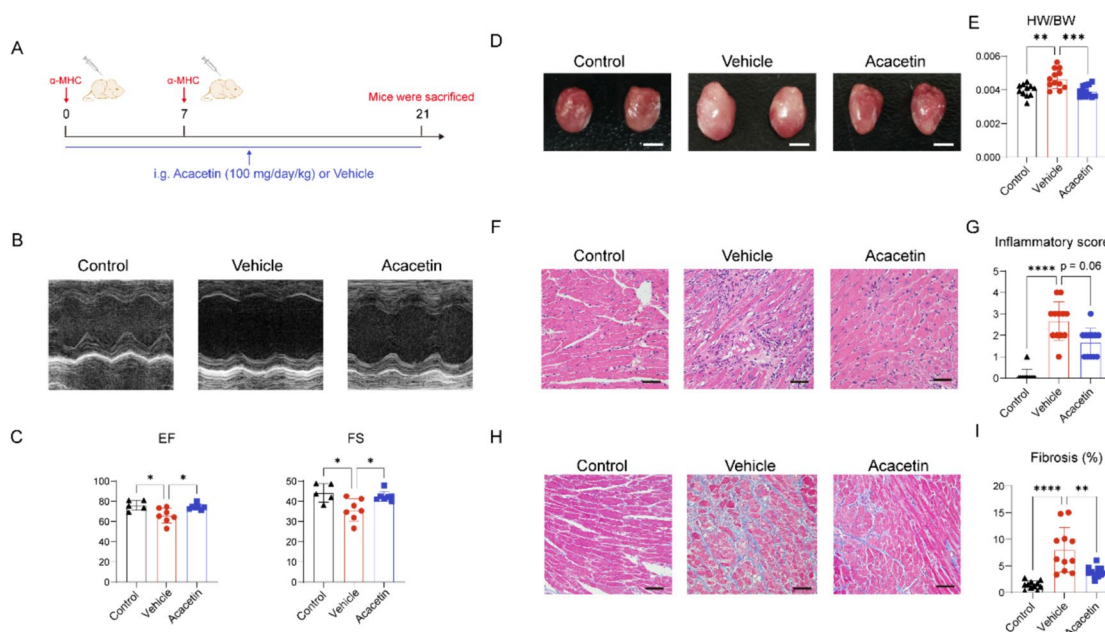 A
α-MHC
α-MHC
Mice were sacrificed
0
7
21
i.g. Acacetin (100 mg/day/kg) or Vehicle
B
Control
Vehicle
Acacetin
C
EF
100
80
60
40
20
0
*
*
Control
Vehicle
Acacetin
FS
50
40
30
20
10
0
*
*
Control
Vehicle
Acacetin
D
Control
Vehicle
Acacetin
E
HW/BW
0.006
0.004
0.002
0.000
**
***
Control
Vehicle
Acacetin
F
Control
Vehicle
Acacetin
G
Inflammatory score
5
4
3
2
1
0
****
p = 0.06
Control
Vehicle
Acacetin
H
Control
Vehicle
Acacetin
I
Fibrosis (%)
20
15
10
5
0
****
**
Control
Vehicle
Acacetin